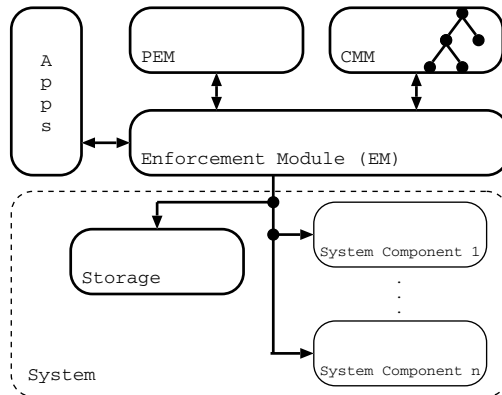 A
p
p
s
PEM
CMM
Enforcement Module (EM)
Storage
System Component 1
System Component n
System